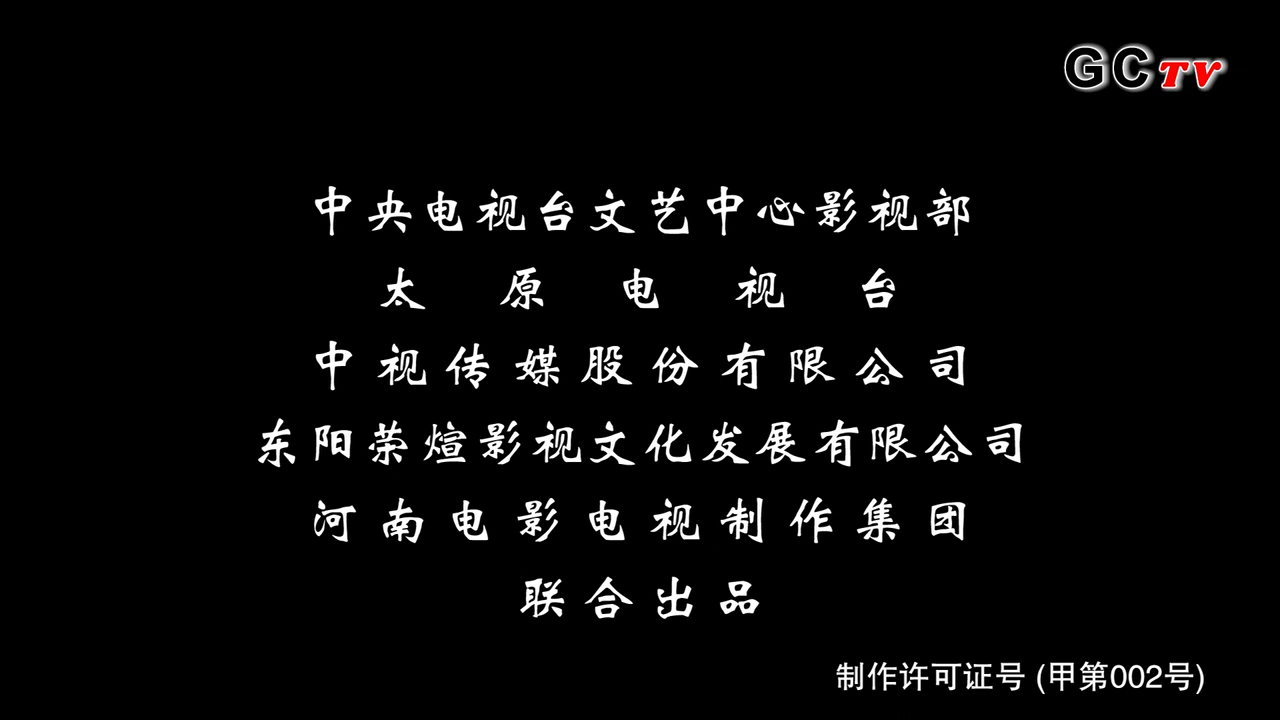 GCTV
中央电视台文艺中心影视部
太原电视台
中视传媒股份有限公司
东阳荣煊影视文化发展有限公司
河南电影电视制作集团
联合出品
制作许可证号 (甲第002号)